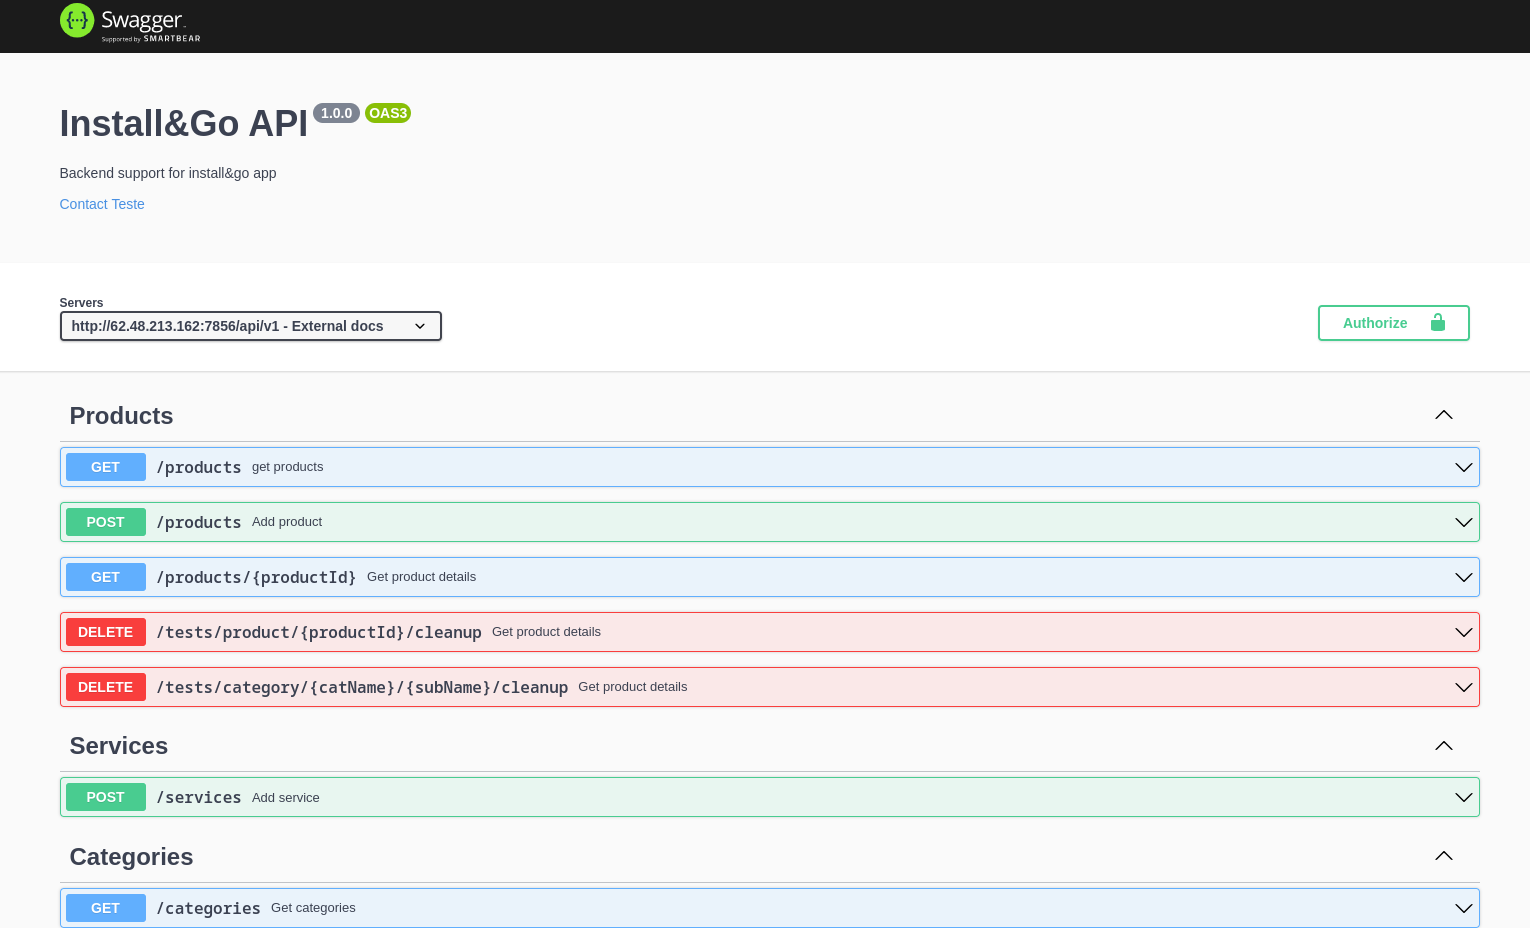 Swagger
Supported by SMARTBEAR
Install&Go API 1.0.0 OAS3
Backend support for install&go app
Contact Teste
Servers
http://62.48.213.162:7856/api/v1 - External docs
Authorize
Products
GET /products get products
POST /products Add product
GET /products/{productId} Get product details
DELETE /tests/product/{productId}/cleanup Get product details
DELETE /tests/category/{catName}/{subName}/cleanup Get product details
Services
POST /services Add service
Categories
GET /categories Get categories